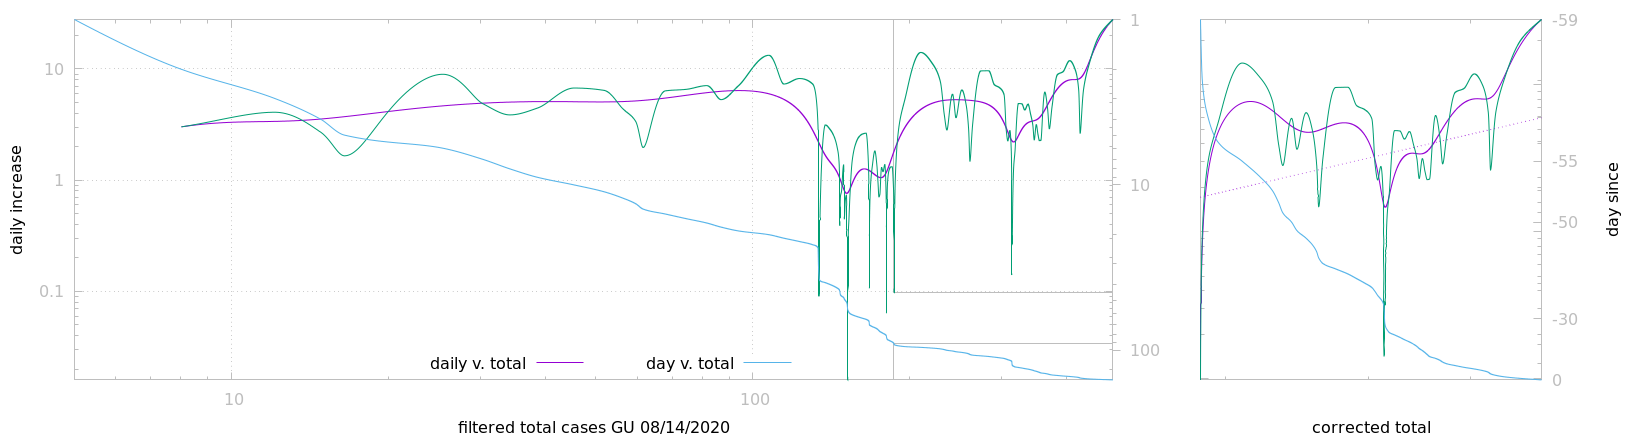 daily increase
10
1
0.1
10
100
1
10
100
daily v. total
day v. total
filtered total cases GU 08/14/2020
-59
-55
-50
-30
0
day since
corrected total